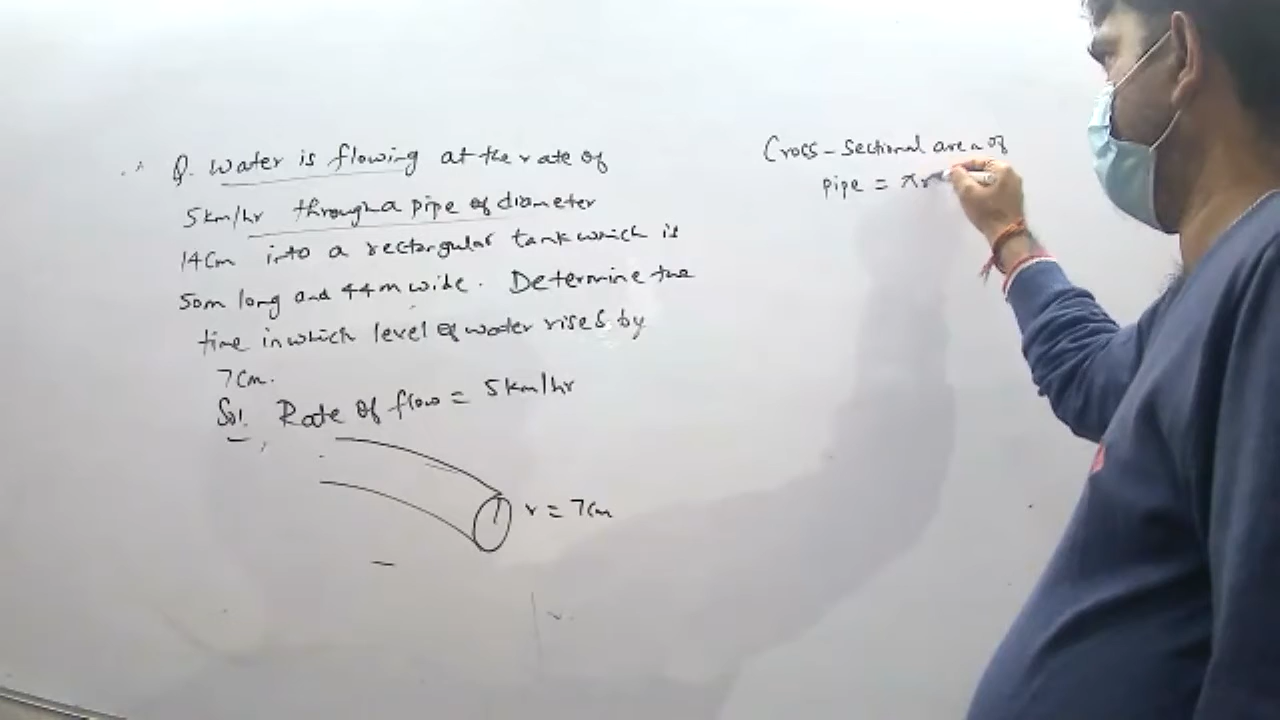 ∴ Q. Water is flowing at the rate of
5km/hr through a pipe of diameter
14cm into a rectangular tank which is
50m long and 44m wide. Determine the
time in which level of water rises by
7cm.
Sol. Rate of flow = 5km/hr
r = 7cm
Cross-sectional area of
pipe = πr